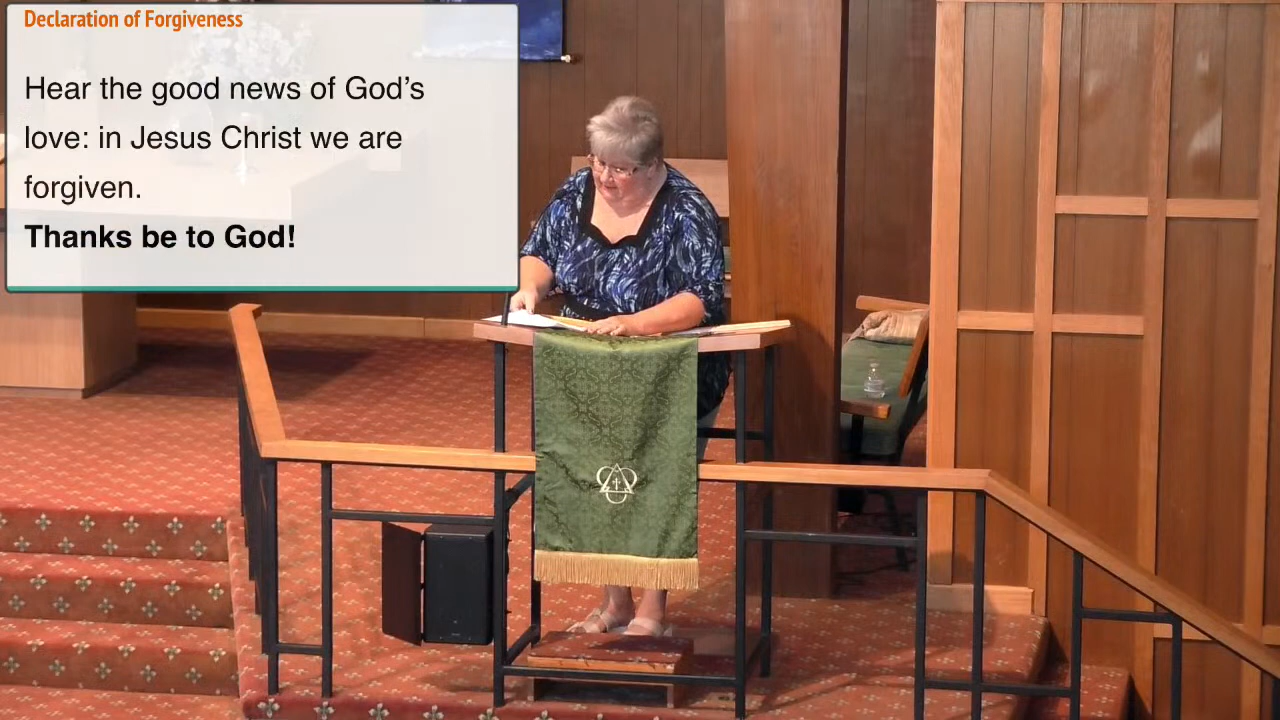 Declaration of Forgiveness
Hear the good news of God’s
love: in Jesus Christ we are
forgiven.
Thanks be to God!